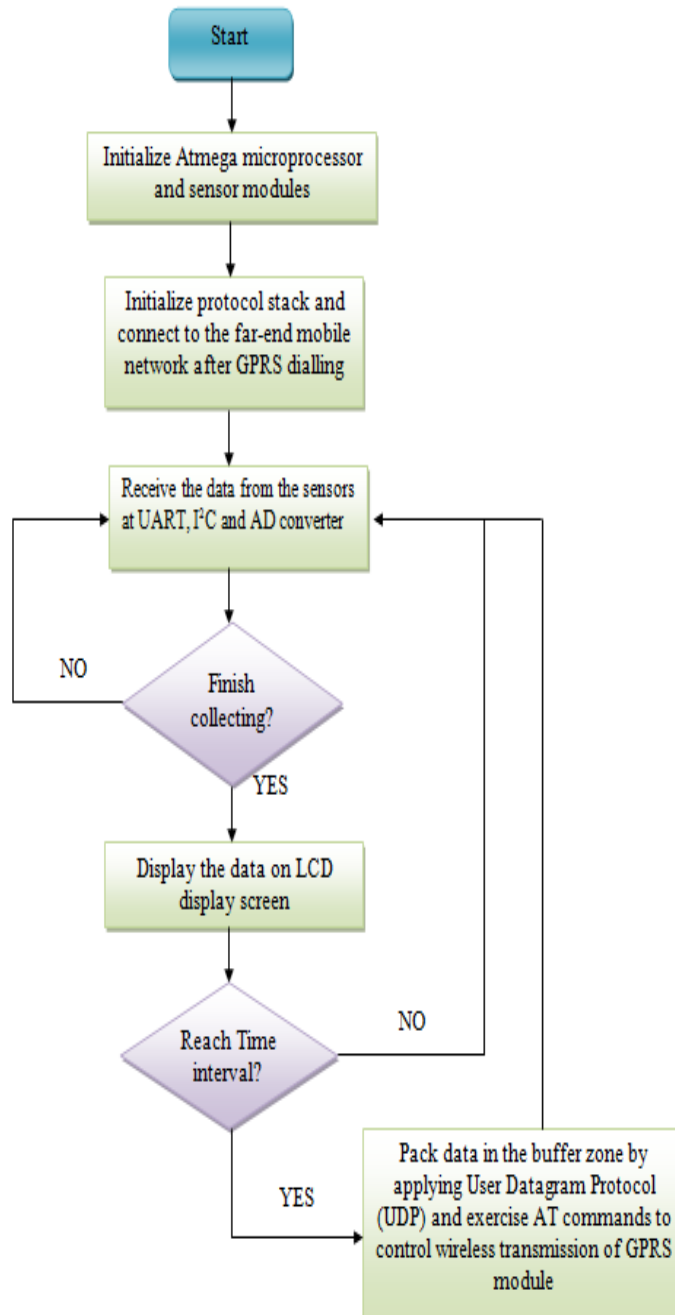 Start
Initialize Atmega microprocessor
and sensor modules
Initialize protocol stack and
connect to the far-end mobile
network after GPRS dialling
Receive the data from the sensors
at UART, I²C and AD converter
NO
Finish
collecting?
YES
Display the data on LCD
display screen
Reach Time
interval?
NO
YES
Pack data in the buffer zone by
applying User Datagram Protocol
(UDP) and exercise AT commands to
control wireless transmission of GPRS
module